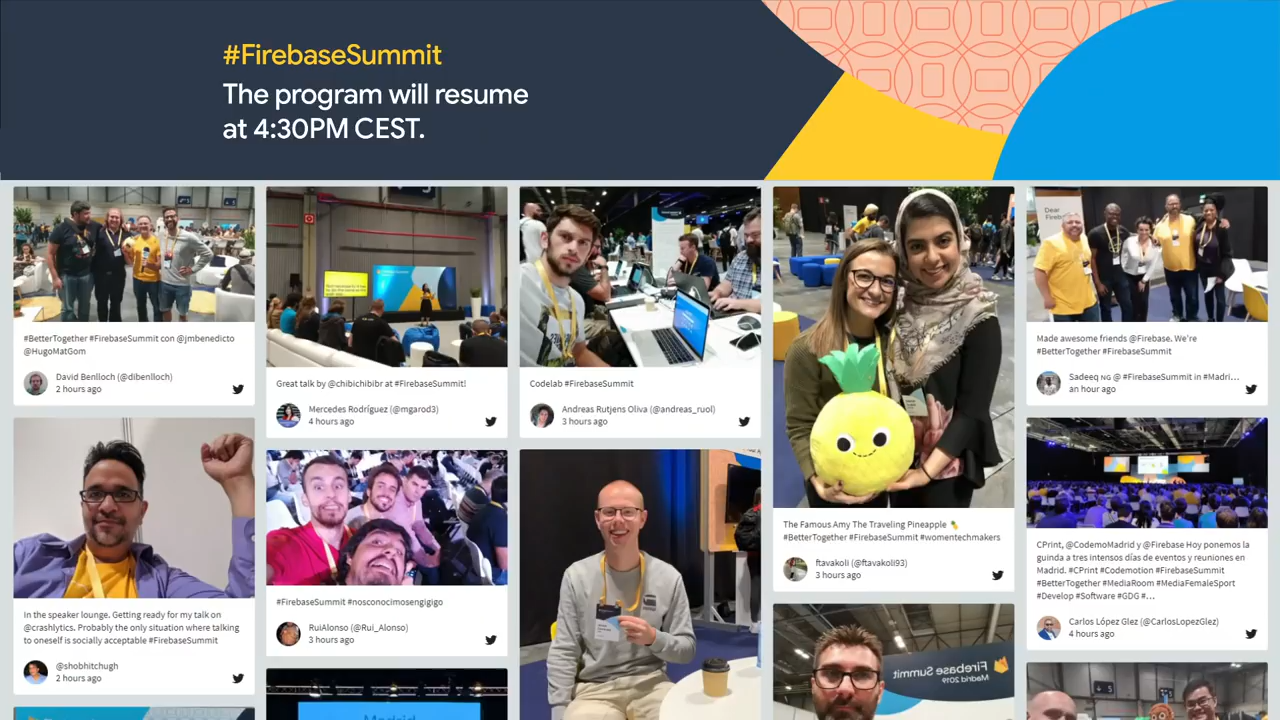 #FirebaseSummit
The program will resume
at 4:30PM CEST.
#BetterTogether #FirebaseSummit con @jmbenedicto
@HugoMatGom
David Benlloch (@dibenlloch)
2 hours ago
In the speaker lounge. Getting ready for my talk on
@crashlytics. Probably the only situation where talking
to oneself is socially acceptable #FirebaseSummit
@shobhitchugh
2 hours ago
Great talk by @chibichibibr at #FirebaseSummit!
Mercedes Rodríguez (@mgarod3)
4 hours ago
#FirebaseSummit #nosconocimosengigigo
RuiAlonso (@Rui_Alonso)
3 hours ago
Madrid
Codelab #FirebaseSummit
Andreas Rutjens Oliva (@andreas_ruol)
3 hours ago
The Famous Amy The Traveling Pineapple 🍍
#BetterTogether #FirebaseSummit #womentechmakers
ftavakoli (@ftavakoli93)
3 hours ago
Firebase Summit
Madrid 2019
Dear
Made awesome friends @Firebase. We're
#BetterTogether #FirebaseSummit
Sadeeq ɴɢ @ #FirebaseSummit in #Madri...
an hour ago
CPrint, @CodemoMadrid y @Firebase Hoy ponemos la
guinda a tres intensos días de eventos y reuniones en
Madrid. #CPrint #Codemotion #FirebaseSummit
#BetterTogether #MediaRoom #MediaFemaleSport
#Develop #Software #GDG #...
Carlos López Glez (@CarlosLopezGlez)
4 hours ago